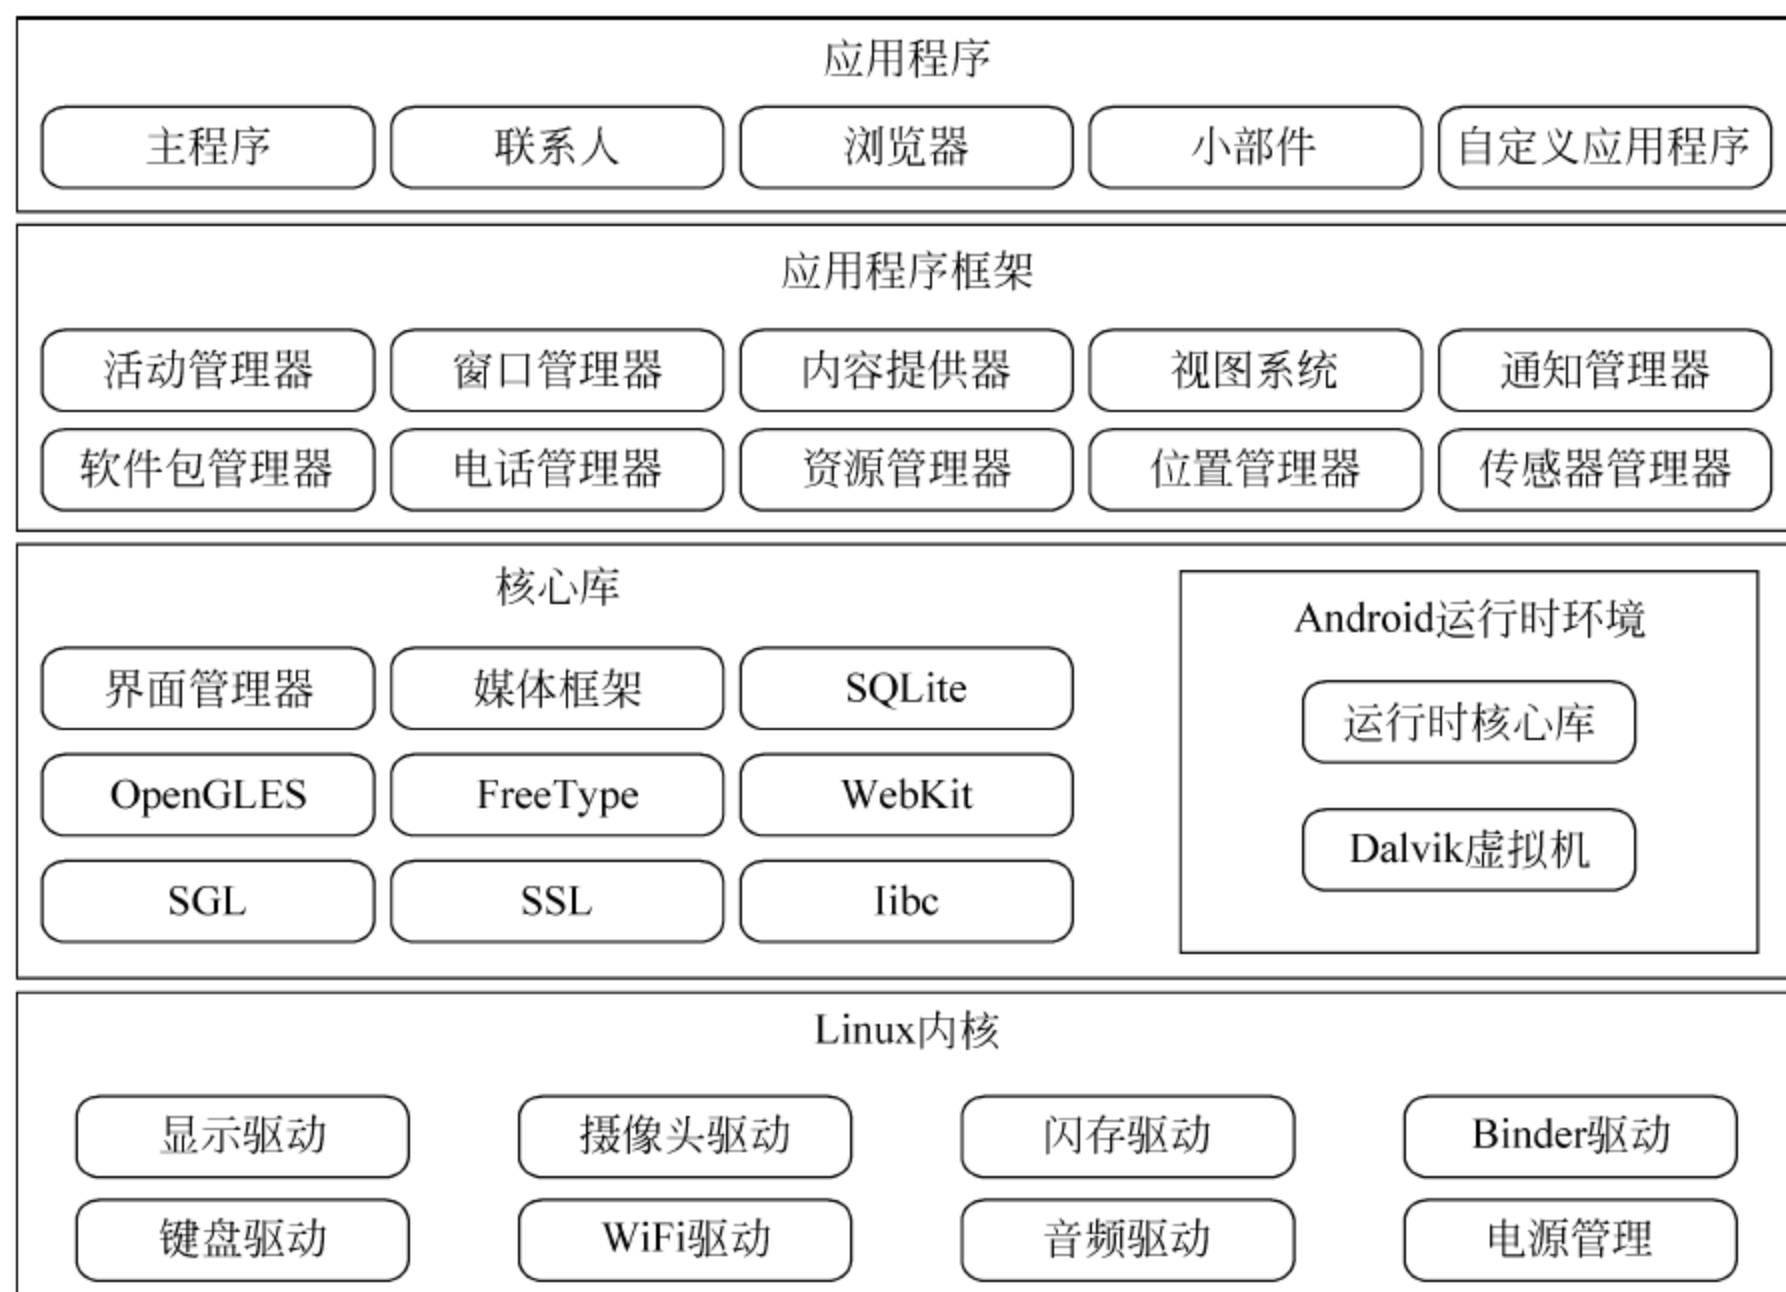 应用程序
主程序 联系人 浏览器 小部件 自定义应用程序
应用程序框架
活动管理器 窗口管理器 内容提供器 视图系统 通知管理器
软件包管理器 电话管理器 资源管理器 位置管理器 传感器管理器
核心库
界面管理器 媒体框架 SQLite
OpenGLES FreeType WebKit
SGL SSL Iibc
Android运行时环境
运行时核心库
Dalvik虚拟机
Linux内核
显示驱动 摄像头驱动 闪存驱动 Binder驱动
键盘驱动 WiFi驱动 音频驱动 电源管理